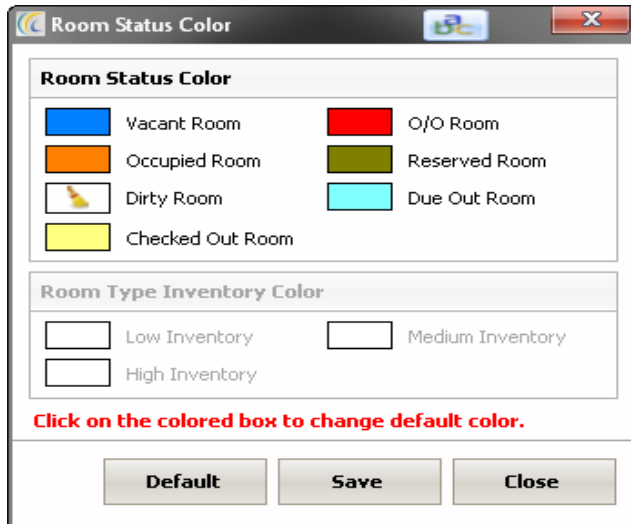 Room Status Color
abc
Room Status Color
Vacant Room
O/O Room
Occupied Room
Reserved Room
Dirty Room
Due Out Room
Checked Out Room
Room Type Inventory Color
Low Inventory
Medium Inventory
High Inventory
Click on the colored box to change default color.
Default Save Close